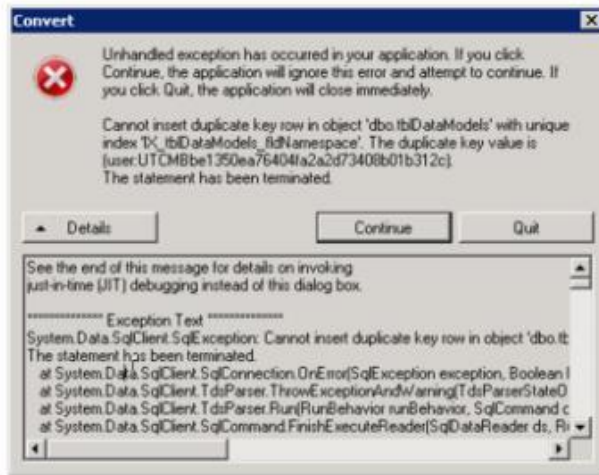 Convert
Unhandled exception has occurred in your application. If you click
Continue, the application will ignore this error and attempt to continue. If
you click Quit, the application will close immediately.
Cannot insert duplicate key row in object 'dbo.tblDataModels' with unique
index 'IX_tblDataModels_fldNamespace'. The duplicate key value is
(user:UTCMBbe1350ea76404fa2a2d73408b01b312c).
The statement has been terminated.
Details
Continue
Quit
See the end of this message for details on invoking
just-in-time (JIT) debugging instead of this dialog box.
************** Exception Text **************
System.Data.SqlClient.SqlException: Cannot insert duplicate key row in object 'dbo.tb
The statement has been terminated.
at System.Data.SqlClient.SqlConnection.OnError(SqlException exception, Boolean
at System.Data.SqlClient.TdsParser.ThrowExceptionAndWarning(TdsParserStateO
at System.Data.SqlClient.TdsParser.Run(RunBehavior runBehavior, SqlCommand c
at System.Data.SqlClient.SqlCommand.FinishExecuteReader(SqlDataReader ds, R